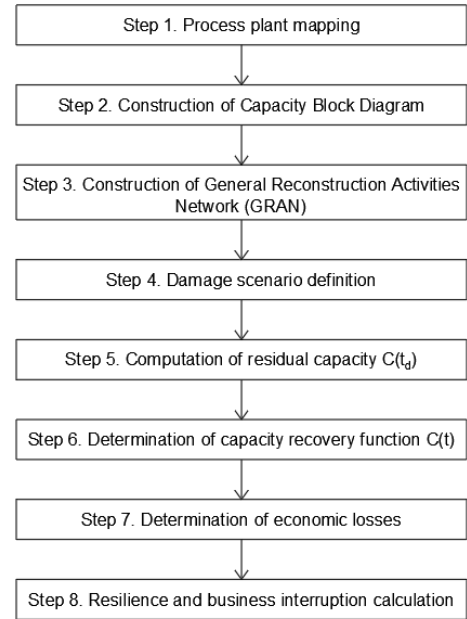 Step 1. Process plant mapping
Step 2. Construction of Capacity Block Diagram
Step 3. Construction of General Reconstruction Activities
Network (GRAN)
Step 4. Damage scenario definition
Step 5. Computation of residual capacity C(t_d)
Step 6. Determination of capacity recovery function C(t)
Step 7. Determination of economic losses
Step 8. Resilience and business interruption calculation